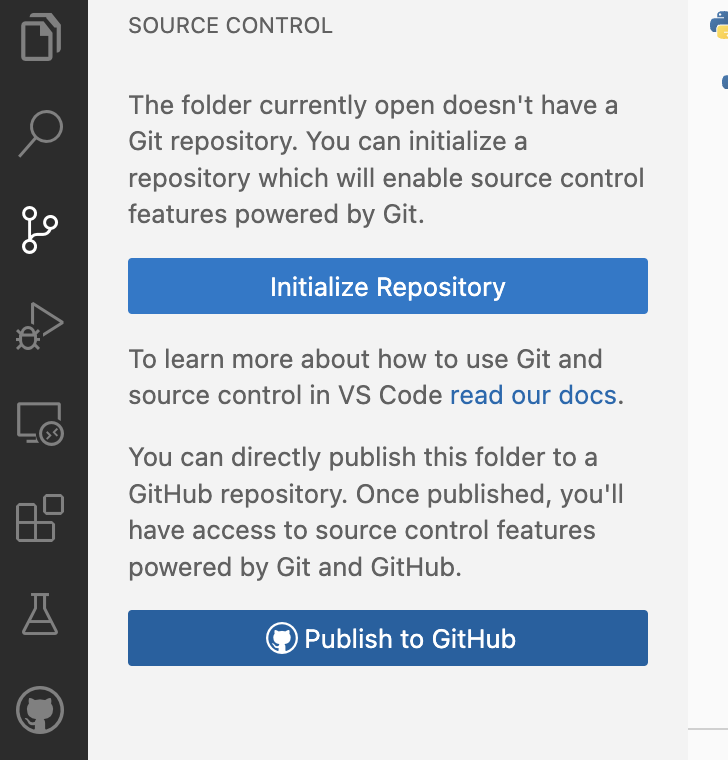 SOURCE CONTROL
The folder currently open doesn't have a
Git repository. You can initialize a
repository which will enable source control
features powered by Git.
Initialize Repository
To learn more about how to use Git and
source control in VS Code read our docs.
You can directly publish this folder to a
GitHub repository. Once published, you'll
have access to source control features
powered by Git and GitHub.
Publish to GitHub